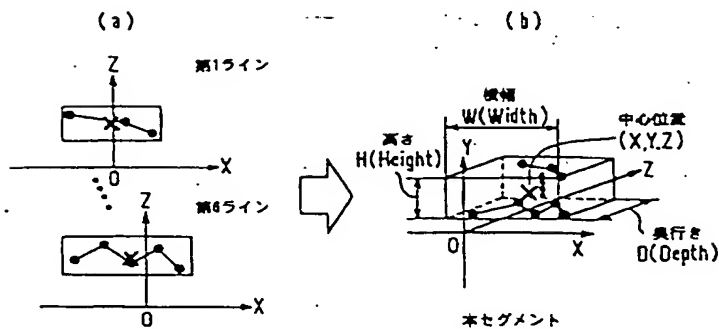 (a)
Z
第1ライン
X
0
Z
第6ライン
X
0
(b)
横幅
W(Width)
中心位置
(X,Y,Z)
高さ
H(Height)
Y
Z
0
X
奥行き
D(Depth)
本セグメント